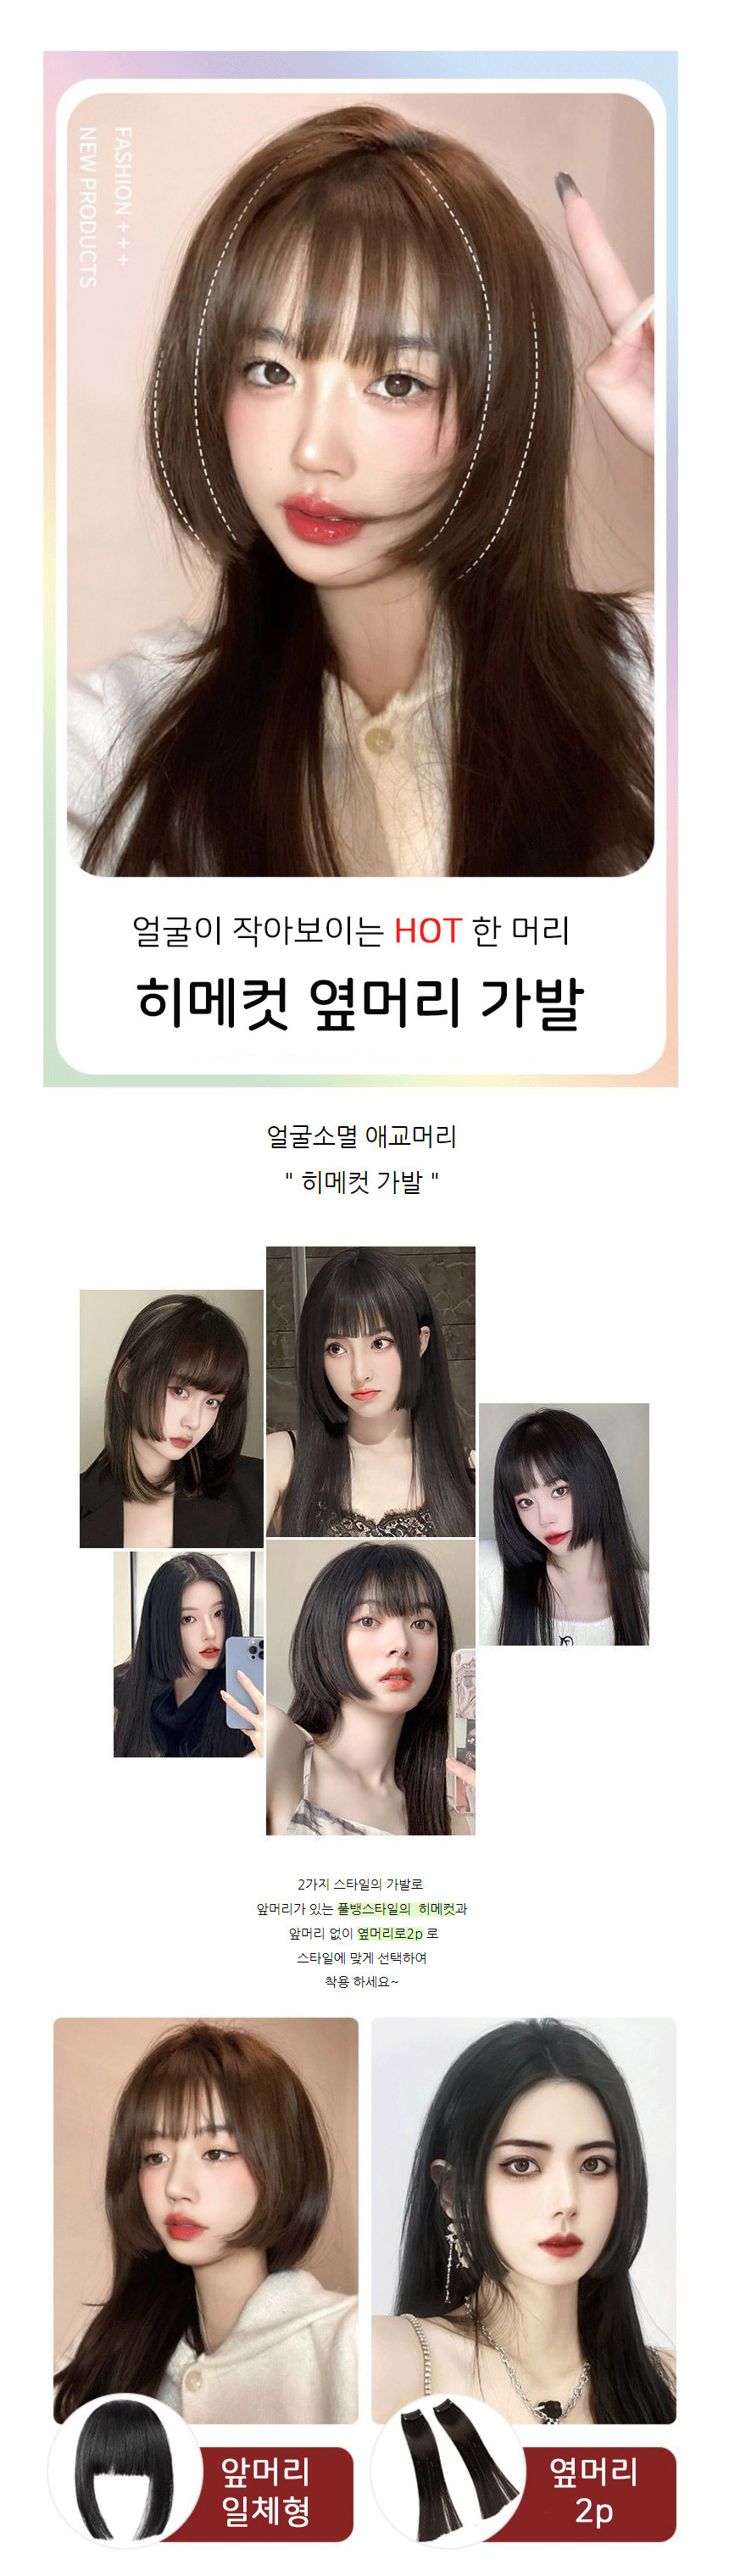 FASHION + + +
NEW PRODUCTS
얼굴이 작아보이는 HOT 한 머리
히메컷 옆머리 가발
얼굴소멸 애교머리
" 히메컷 가발 "
2가지 스타일의 가발로
앞머리가 있는 풀뱅스타일의 히메컷과
앞머리 없이 옆머리로2p 로
스타일에 맞게 선택하여
착용 하세요~
앞머리
일체형
옆머리
2p